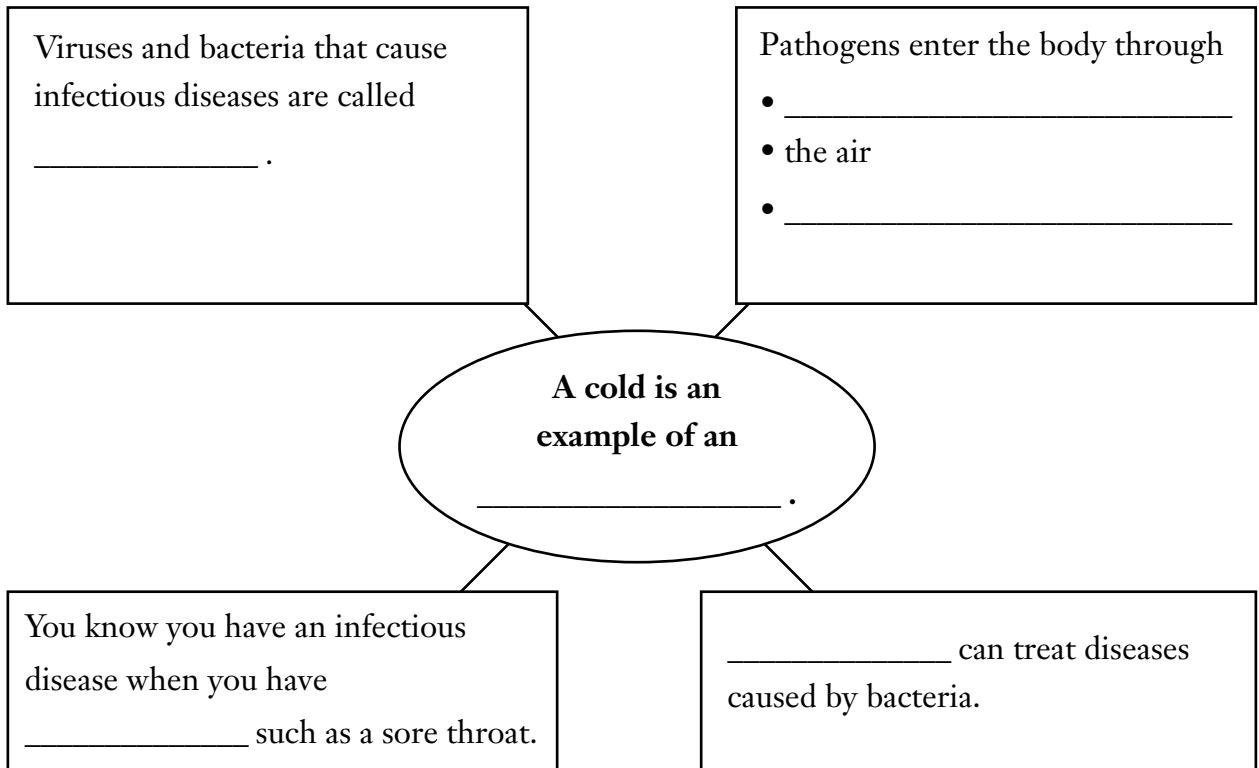 Viruses and bacteria that cause
infectious diseases are called
______________ .
Pathogens enter the body through
• ____________________________
• the air
• ____________________________
A cold is an
example of an
___________________ .
You know you have an infectious
disease when you have
______________ such as a sore throat.
______________ can treat diseases
caused by bacteria.